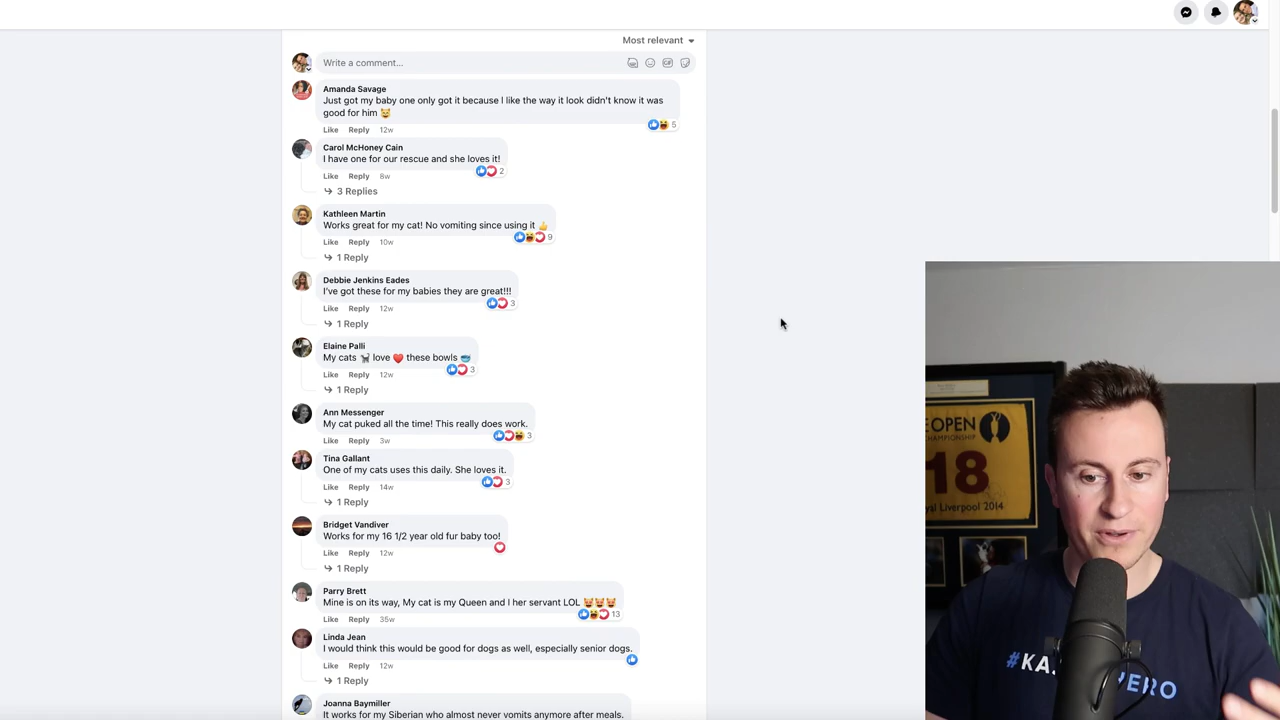 Most relevant
Write a comment...
GIF
Amanda Savage
Just got my baby one only got it because I like the way it look didn't know it was
good for him 😸
5
Like Reply 12w
Carol McHoney Cain
I have one for our rescue and she loves it!
2
Like Reply 8w
3 Replies
Kathleen Martin
Works great for my cat! No vomiting since using it 👍
9
Like Reply 10w
1 Reply
Debbie Jenkins Eades
I've got these for my babies they are great!!!
3
Like Reply 12w
1 Reply
Elaine Palli
My cats 🐈‍⬛ love ♥️ these bowls 🥣
3
Like Reply 12w
1 Reply
Ann Messenger
My cat puked all the time! This really does work.
3
Like Reply 3w
Tina Gallant
One of my cats uses this daily. She loves it.
3
Like Reply 14w
1 Reply
Bridget Vandiver
Works for my 16 1/2 year old fur baby too!
Like Reply 12w
1 Reply
Parry Brett
Mine is on its way, My cat is my Queen and I her servant LOL 😻😻😻
13
Like Reply 35w
Linda Jean
I would think this would be good for dogs as well, especially senior dogs.
Like Reply 12w
1 Reply
Joanna Baymiller
It works for my Siberian who almost never vomits anymore after meals.
E OPEN
CHAMPIONSHIP
18
Liverpool 2014
#KA
ERO